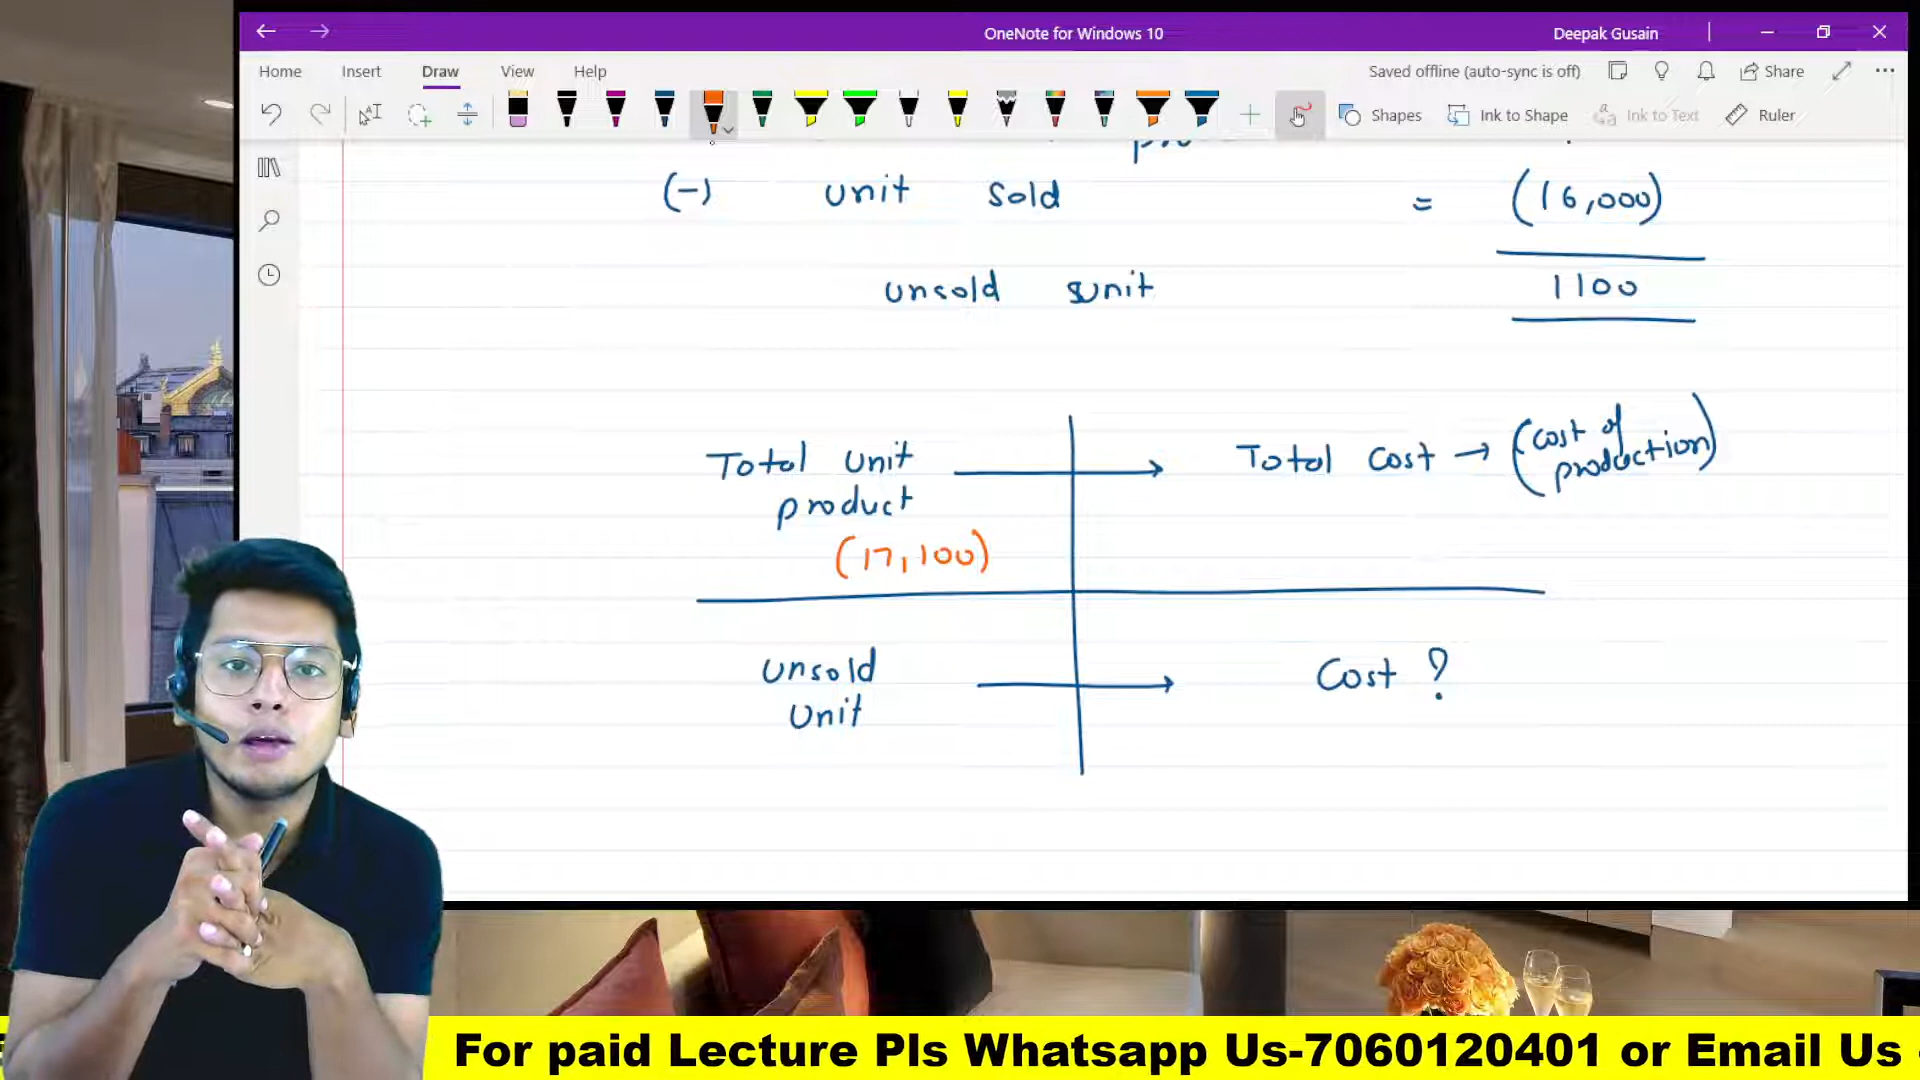 OneNote for Windows 10
Deepak Gusain
Home Insert Draw View Help
Saved offline (auto-sync is off)
Share
Shapes
Ink to Shape
Ink to Text
Ruler
(-) unit sold = (16,000)
unsold unit 1100
Total unit product (17,100)
Total cost → (cost of production)
unsold unit
Cost ?
For paid Lecture Pls Whatsapp Us-7060120401 or Email Us